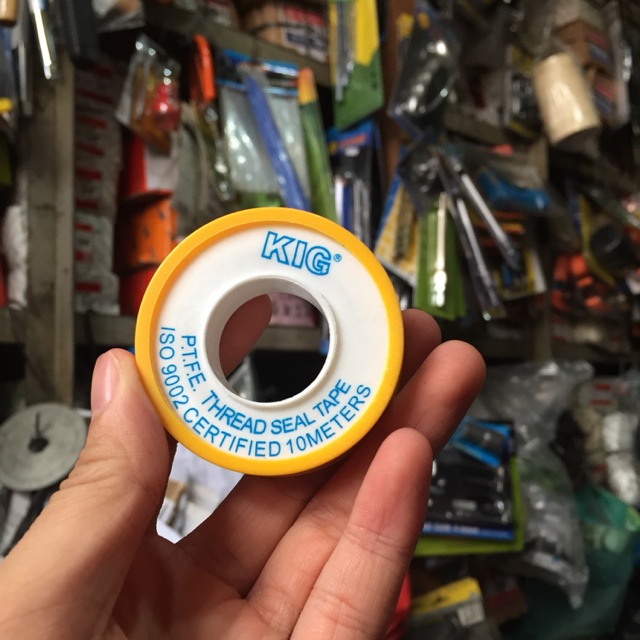 KIG®
P.T.F.E. THREAD SEAL TAPE
ISO 9002 CERTIFIED 10METERS